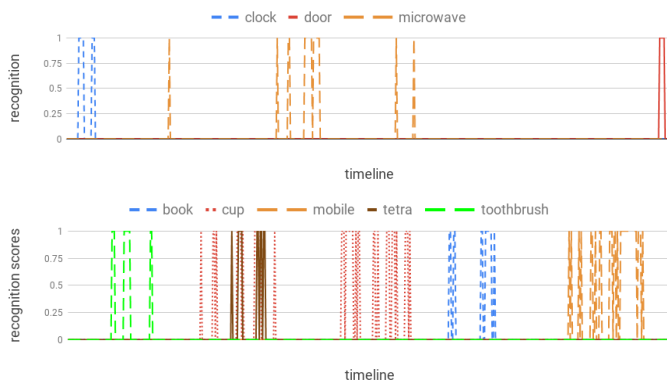 clock door microwave
recognition
1
0.75
0.5
0.25
0
timeline
book cup mobile tetra toothbrush
recognition scores
1
0.75
0.5
0.25
0
timeline